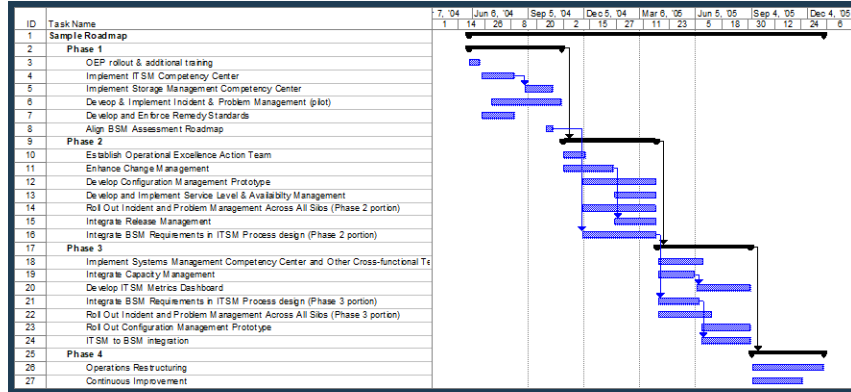 7, '04 Jun 6, '04 Sep 5, '04 Dec 5, '04 Mar 6, '05 Jun 5, '05 Sep 4, '05 Dec 4, '05
ID Task Name 1 14 26 8 20 2 15 27 11 23 5 18 30 12 24 6
1 Sample Roadmap
2 Phase 1
3 OEP rollout & additional training
4 Implement ITSM Competency Center
5 Implement Storage Management Competency Center
6 Deveop & Implement Incident & Problem Management (pilot)
7 Develop and Enforce Remedy Standards
8 Align BSM Assessment Roadmap
9 Phase 2
10 Establish Operational Excellence Action Team
11 Enhance Change Management
12 Develop Configuration Management Prototype
13 Develop and Implement Service Level & Availaibilty Management
14 Roll Out Incident and Problem Management Across All Silos (Phase 2 portion)
15 Integrate Release Management
16 Integrate BSM Requirements in ITSM Process design (Phase 2 portion)
17 Phase 3
18 Implement Systems Management Competency Center and Other Cross-functional Te
19 Integrate Capacity Management
20 Develop ITSM Metrics Dashboard
21 Integrate BSM Requirements in ITSM Process design (Phase 3 portion)
22 Roll Out Incident and Problem Management Across All Silos (Phase 3 portion)
23 Roll Out Configuration Management Prototype
24 ITSM to BSM integration
25 Phase 4
26 Operations Restructuring
27 Continuous Improvement